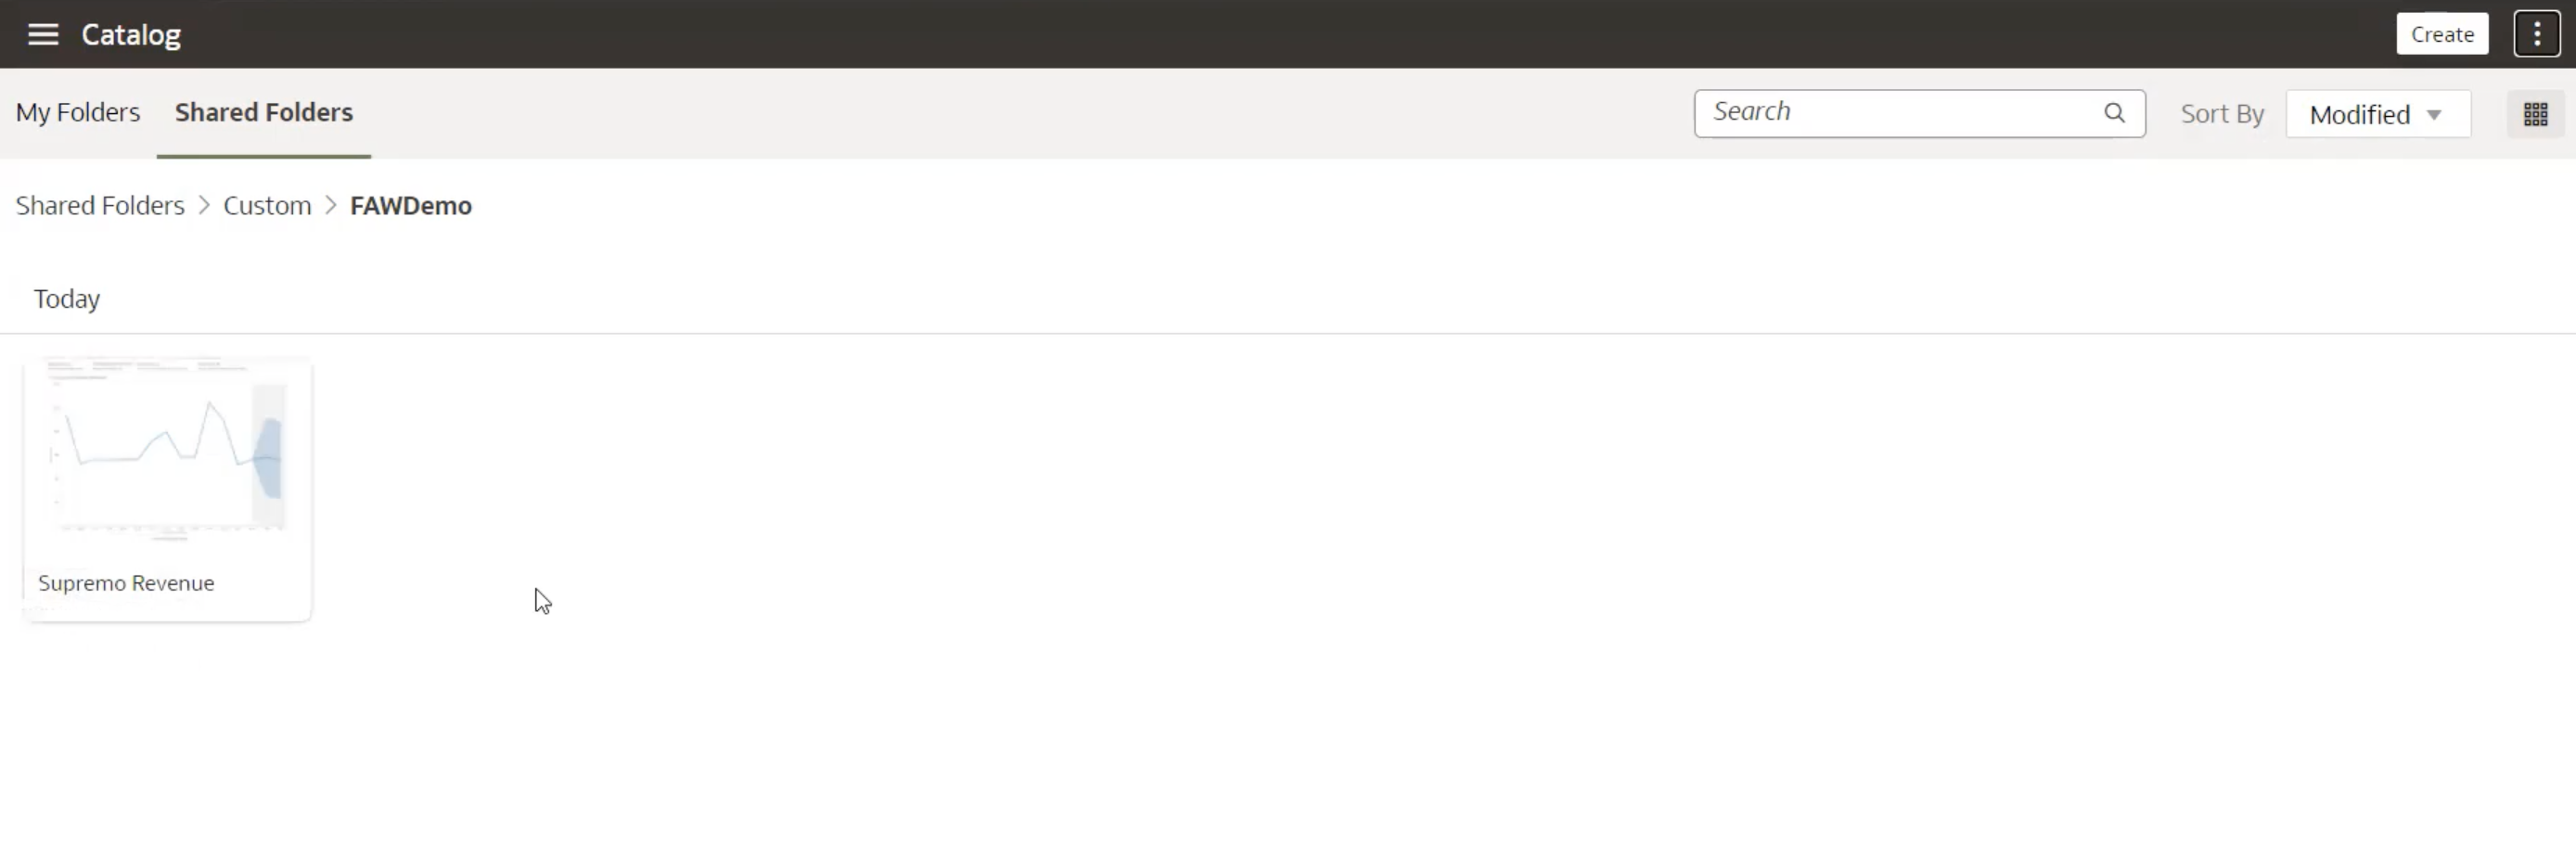 Catalog
Create
My Folders
Shared Folders
Search
Sort By
Modified
Shared Folders > Custom > FAWDemo
Today
Supremo Revenue